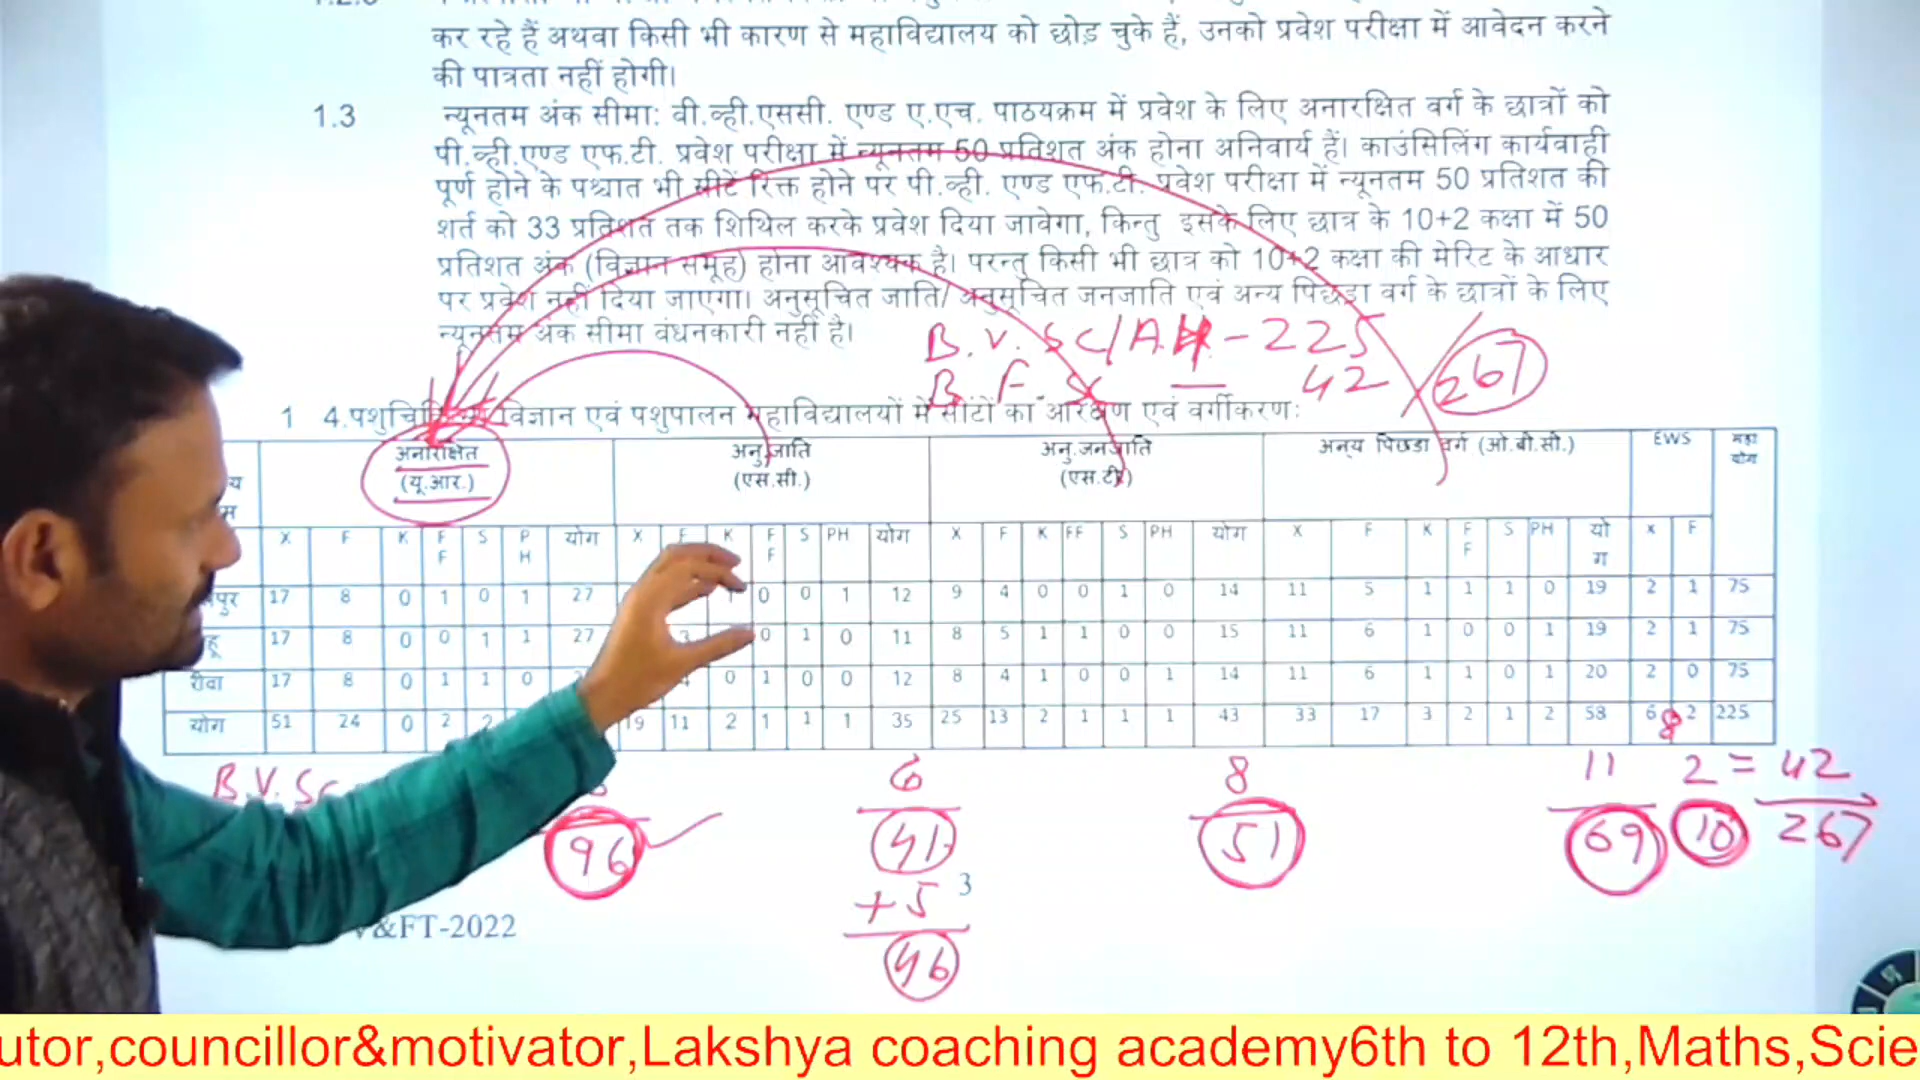 कर रहे हैं अथवा किसी भी कारण से महाविद्यालय को छोड़ चुके हैं, उनको प्रवेश परीक्षा में आवेदन करने
की पात्रता नहीं होगी।
1.3 न्यूनतम अंक सीमा: वी.व्ही.एससी. एण्ड ए.एच. पाठयक्रम में प्रवेश के लिए अनारक्षित वर्ग के छात्रों को
पी.व्ही.एण्ड एफ.टी. प्रवेश परीक्षा में न्यूनतम 50 प्रतिशत अंक होना अनिवार्य हैं। काउंसिलिंग कार्यवाही
पूर्ण होने के पश्चात भी सीटें रिक्त होने पर पी.व्ही. एण्ड एफ.टी. प्रवेश परीक्षा में न्यूनतम 50 प्रतिशत की
शर्त को 33 प्रतिशत तक शिथिल करके प्रवेश दिया जावेगा, किन्तु इसके लिए छात्र के 10+2 कक्षा में 50
प्रतिशत अंक (विज्ञान समूह) होना आवश्यक है। परन्तु किसी भी छात्र को 10+2 कक्षा की मेरिट के आधार
पर प्रवेश नहीं दिया जाएगा। अनुसूचित जाति/ अनुसूचित जनजाति एवं अन्य पिछड़ा वर्ग के छात्रों के लिए
न्यूनतम अंक सीमा वंधनकारी नहीं है।
B.V.SC/A.H. - 225
B.F.Sc 42 267
1 4.पशुचिकित्सा विज्ञान एवं पशुपालन महाविद्यालयों में सीटों का आरक्षण एवं वर्गीकरण:
अनारक्षित अनु.जाति अनु.जनजाति अन्य पिछडा वर्ग (ओ.बी.सी.) EWS महा
(यू.आर.) (एस.सी.) (एस.टी.) योग
X F K F F S P H योग X F K F F S PH योग X F K FF S PH योग X F K F F S PH योग x F
17 8 0 1 0 1 27 1 0 0 1 12 9 4 0 0 1 0 14 11 5 1 1 1 0 19 2 1 75
17 8 0 0 1 1 27 3 0 1 0 11 8 5 1 1 0 0 15 11 6 1 0 0 1 19 2 1 75
रीवा 17 8 0 1 1 0 4 0 1 0 0 12 8 4 1 0 0 1 14 11 6 1 1 0 1 20 2 0 75
योग 51 24 0 2 2 19 11 2 1 1 1 35 25 13 2 1 1 1 43 33 17 3 2 1 2 58 6 8 2 225
B.V.Sc 6 8 11 2 = 42
96 41 51 69 10 267
+5 3
&FT-2022
46
utor,councillor&motivator,Lakshya coaching academy6th to 12th,Maths,Scie